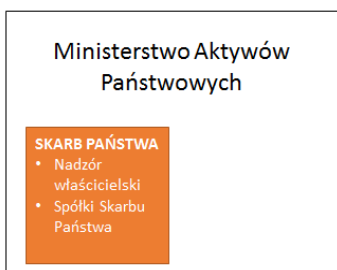 Ministerstwo Aktywów
Państwowych
SKARB PAŃSTWA
• Nadzór
właścicielski
• Spółki Skarbu
Państwa